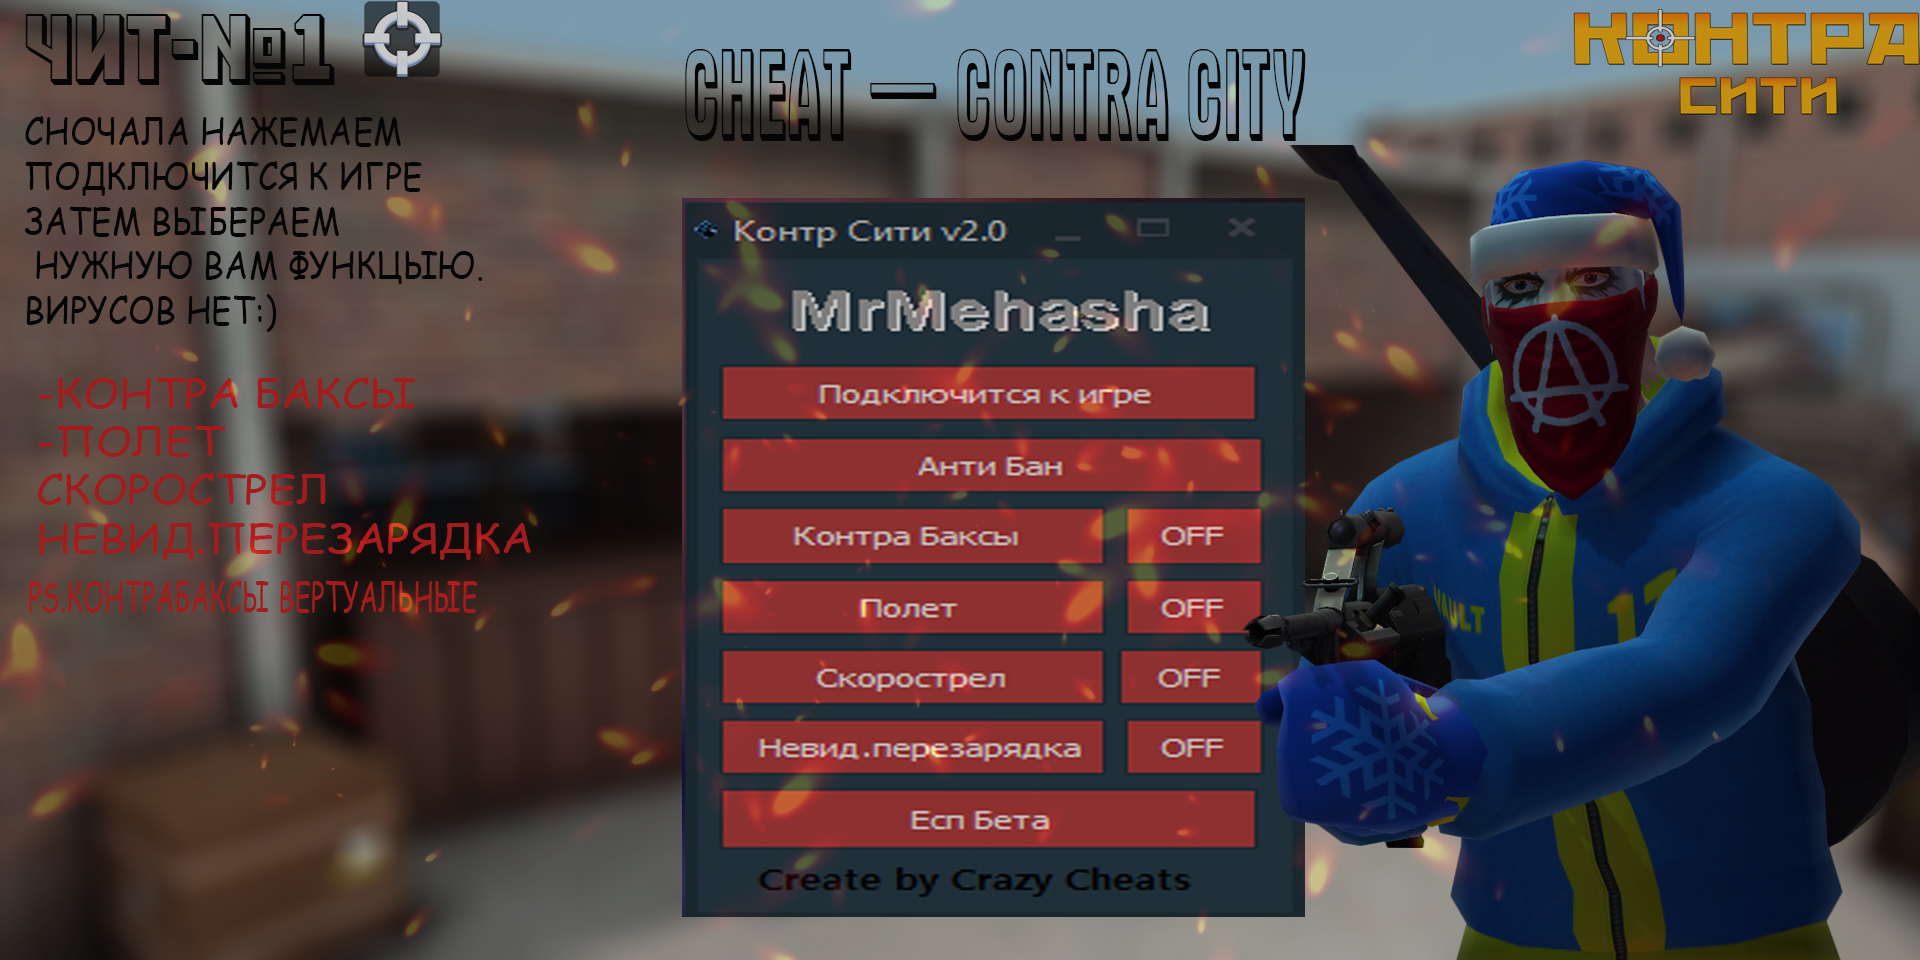 ЧИТ-№1
СНОЧАЛА НАЖЕМАЕМ
ПОДКЛЮЧИТСЯ К ИГРЕ
ЗАТЕМ ВЫБЕРАЕМ
НУЖНУЮ ВАМ ФУНКЦЫЮ.
ВИРУСОВ НЕТ:)
-КОНТРА БАКСЫ
-ПОЛЕТ
СКОРОСТРЕЛ
НЕВИД.ПЕРЕЗАРЯДКА
PS.КОНТРАБАКСЫ ВЕРТУАЛЬНЫЕ
CHEAT — CONTRA CITY
Контр Сити v2.0
MrMehasha
Подключится к игре
Анти Бан
Контра Баксы OFF
Полет OFF
Скорострел OFF
Невид.перезарядка OFF
Есп Бета
Create by Crazy Cheats
КОНТРА
СИТИ
VAULT 13